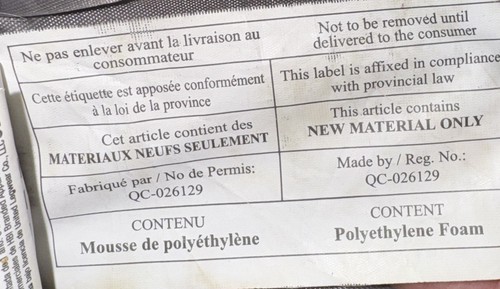 Ne pas enlever avant la livraison au
consommateur
Not to be removed until
delivered to the consumer
Cette étiquette est apposée conformément
à la loi de la province
This label is affixed in compliance
with provincial law
Cet article contient des
MATERIAUX NEUFS SEULEMENT
This article contains
NEW MATERIAL ONLY
Fabriqué par / No de Permis:
QC-026129
Made by / Reg. No.:
QC-026129
CONTENU
Mousse de polyéthylène
CONTENT
Polyethylene Foam